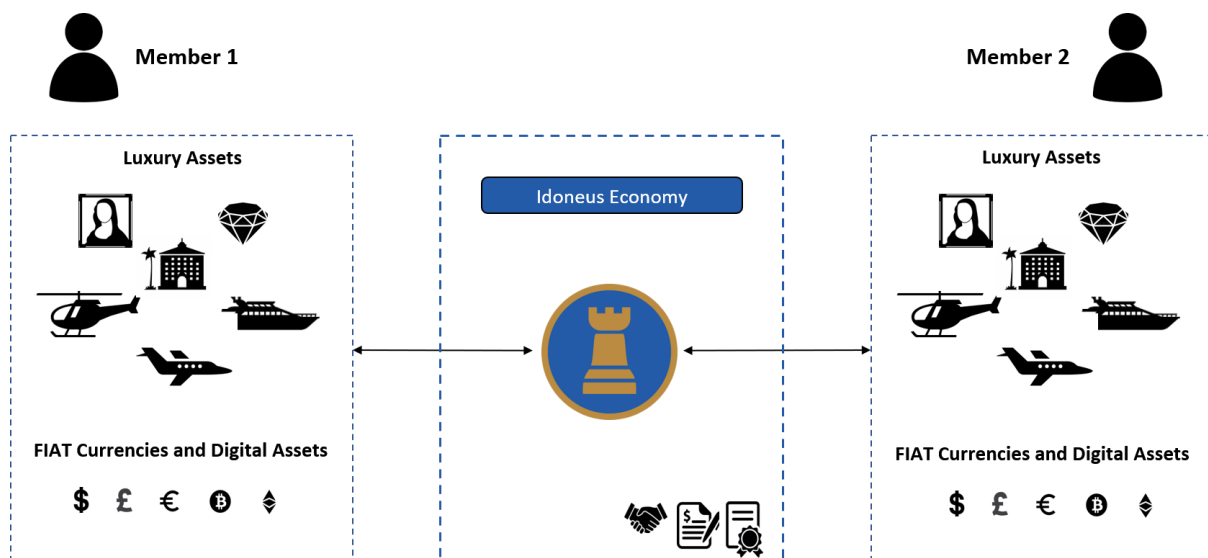 Member 1
Member 2
Luxury Assets
Idoneus Economy
Luxury Assets
FIAT Currencies and Digital Assets
$ £ € ₿
$
FIAT Currencies and Digital Assets
$ £ € ₿